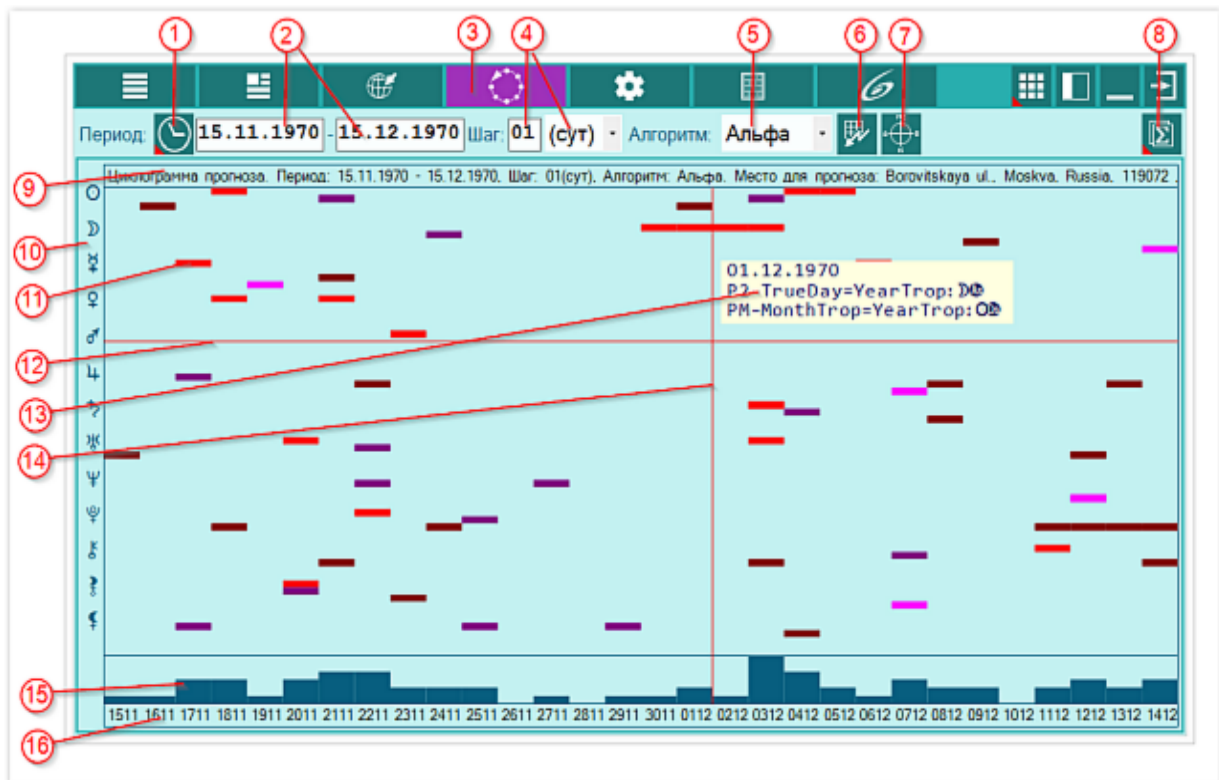 1 2 3 4 5 6 7 8
Период: 15.11.1970 - 15.12.1970 Шаг: 01 (сут) Алгоритм: Альфа
9
Циклограмма прогноза. Период: 15.11.1970 - 15.12.1970, Шаг: 01(сут), Алгоритм: Альфа. Место для прогноза: Borovitskaya ul., Moskva, Russia, 119072 ,
10
11
01.12.1970
P2-TrueDay=YearTrop:☽
PM-MonthTrop=YearTrop:
12
13
14
15
1511 1611 1711 1811 1911 2011 2111 2211 2311 2411 2511 2611 2711 2811 2911 3011 0112 0212 0312 0412 0512 0612 0712 0812 0912 1012 1112 1212 1312 1412
16